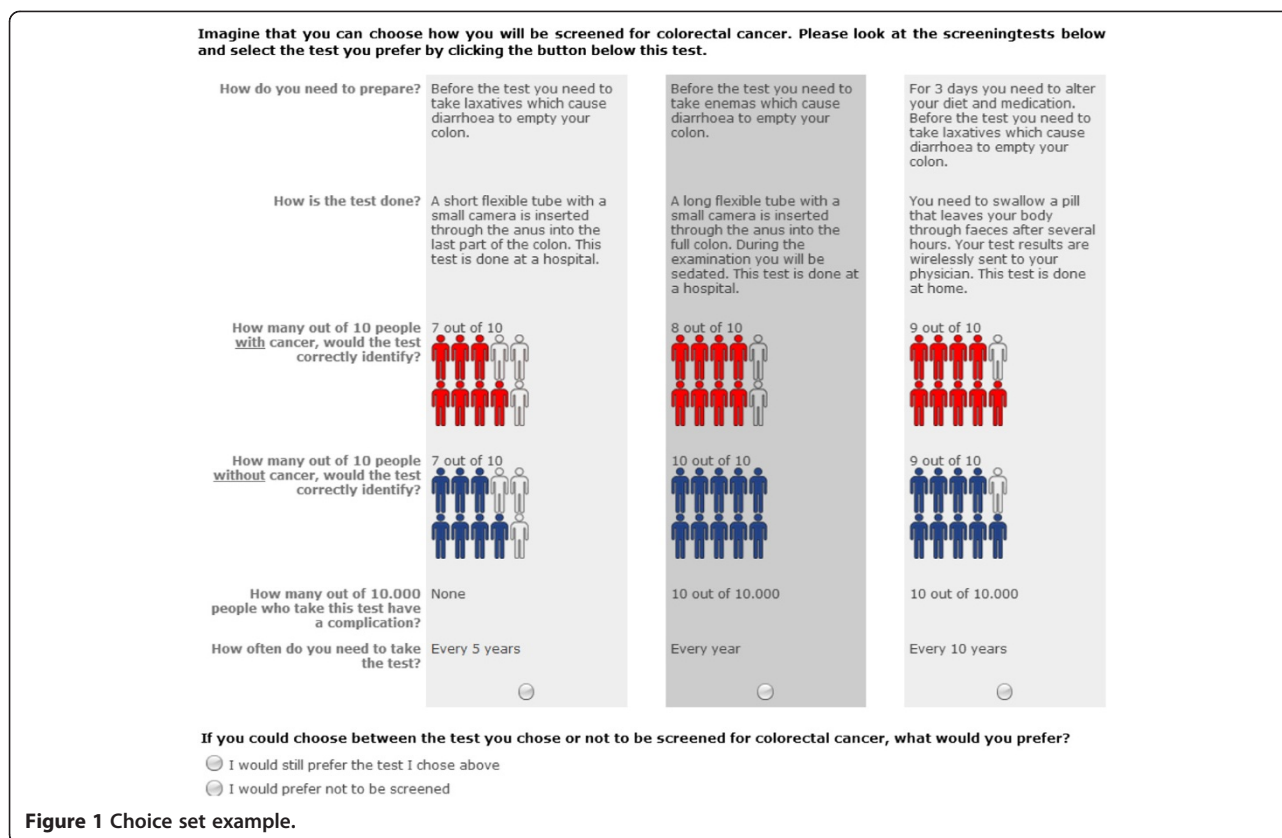 Imagine that you can choose how you will be screened for colorectal cancer. Please look at the screeningtests below
and select the test you prefer by clicking the button below this test.
How do you need to prepare?
Before the test you need to
take laxatives which cause
diarrhoea to empty your
colon.
Before the test you need to
take enemas which cause
diarrhoea to empty your
colon.
For 3 days you need to alter
your diet and medication.
Before the test you need to
take laxatives which cause
diarrhoea to empty your
colon.
How is the test done?
A short flexible tube with a
small camera is inserted
through the anus into the
last part of the colon. This
test is done at a hospital.
A long flexible tube with a
small camera is inserted
through the anus into the
full colon. During the
examination you will be
sedated. This test is done at
a hospital.
You need to swallow a pill
that leaves your body
through faeces after several
hours. Your test results are
wirelessly sent to your
physician. This test is done
at home.
How many out of 10 people
with cancer, would the test
correctly identify?
7 out of 10
8 out of 10
9 out of 10
How many out of 10 people
without cancer, would the test
correctly identify?
7 out of 10
10 out of 10
9 out of 10
How many out of 10.000
people who take this test have
a complication?
None
10 out of 10.000
10 out of 10.000
How often do you need to take
the test?
Every 5 years
Every year
Every 10 years
If you could choose between the test you chose or not to be screened for colorectal cancer, what would you prefer?
I would still prefer the test I chose above
I would prefer not to be screened
Figure 1 Choice set example.